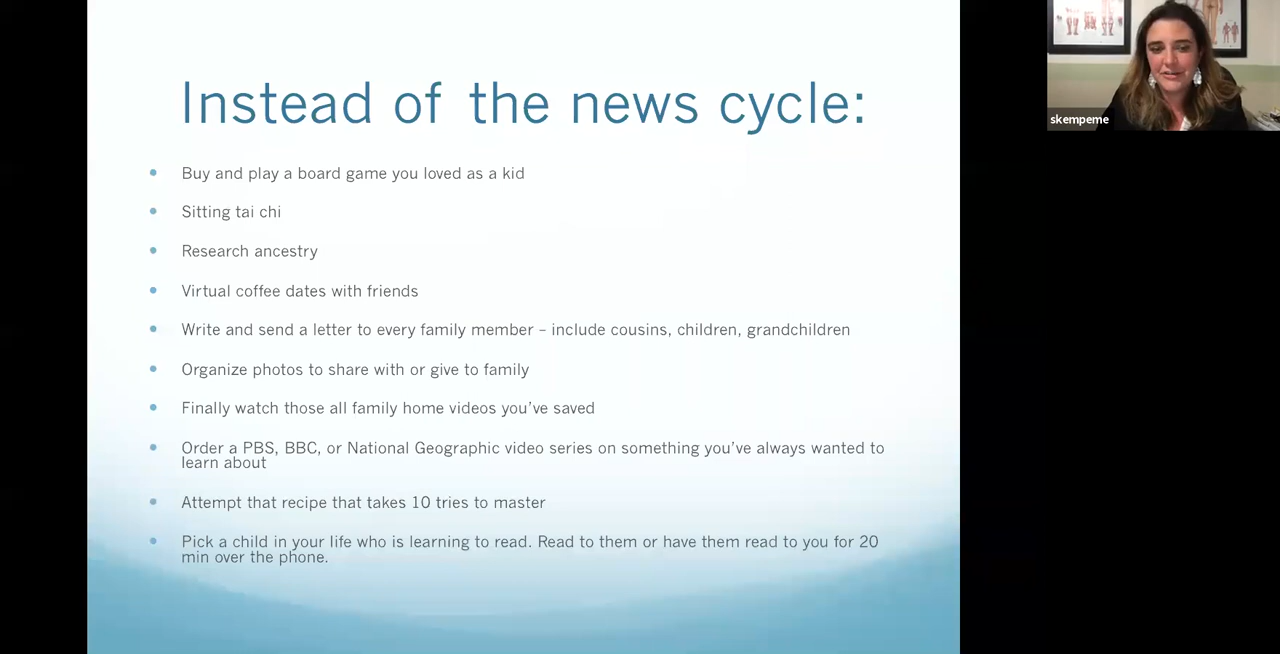 Instead of the news cycle:
Buy and play a board game you loved as a kid
Sitting tai chi
Research ancestry
Virtual coffee dates with friends
Write and send a letter to every family member – include cousins, children, grandchildren
Organize photos to share with or give to family
Finally watch those all family home videos you've saved
Order a PBS, BBC, or National Geographic video series on something you've always wanted to
learn about
Attempt that recipe that takes 10 tries to master
Pick a child in your life who is learning to read. Read to them or have them read to you for 20
min over the phone.
skempeme